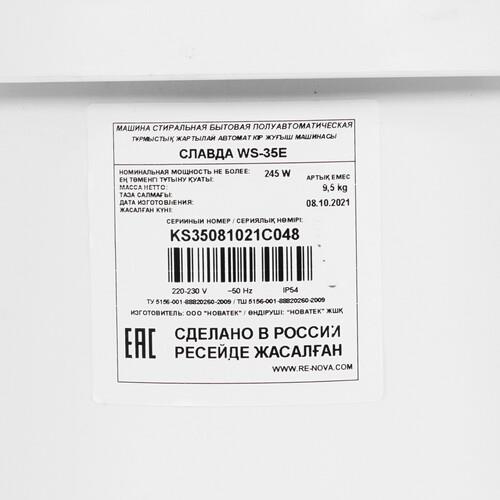 МАШИНА СТИРАЛЬНАЯ БЫТОВАЯ ПОЛУАВТОМАТИЧЕСКАЯ
ТҰРМЫСТЫҚ ЖАРТЫЛАЙ АВТОМАТ КІР ЖУҒЫШ МАШИНАСЫ
СЛАВДА WS-35E
НОМИНАЛЬНАЯ МОЩНОСТЬ НЕ БОЛЕЕ: 245 W АРТЫҚ ЕМЕС
ЕҢ ТӨМЕНГІ ТҰТЫНУ ҚУАТЫ:
МАССА НЕТТО: 9,5 kg
ТАЗА САЛМАҒЫ:
ДАТА ИЗГОТОВЛЕНИЯ: 08.10.2021
ЖАСАЛҒАН КҮНІ:
СЕРИЙНЫЙ НОМЕР / СЕРИЯЛЫҚ НӨМІРІ:
KS35081021C048
220-230 V ~50 Hz IP54
ТУ 5156-001-88820260-2009 / ТШ 5156-001-88820260-2009
ИЗГОТОВИТЕЛЬ: ООО "НОВАТЕК" / ӨНДІРУШІ: "НОВАТЕК" ЖШҚ
EAC СДЕЛАНО В РОССИИ
РЕСЕЙДЕ ЖАСАЛҒАН
WWW.RE-NOVA.COM